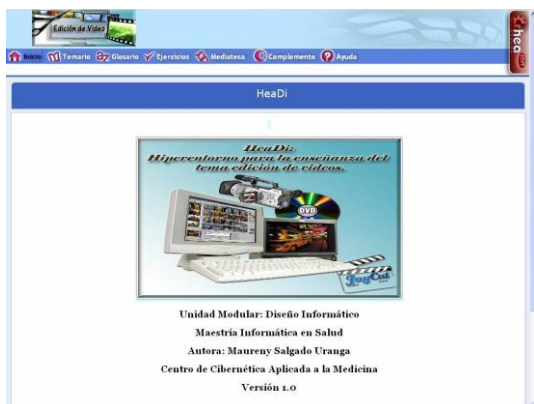 Edición de Video
Inicio Temario Glosario Ejercicios Mediateca Complemento Ayuda
rhea
HeaDi
HeaDi:
Hiperentorno para la enseñanza del
tema edición de videos.
DVD
Unidad Modular: Diseño Informático
Maestría Informática en Salud
Autora: Maureny Salgado Uranga
Centro de Cibernética Aplicada a la Medicina
Versión 1.0